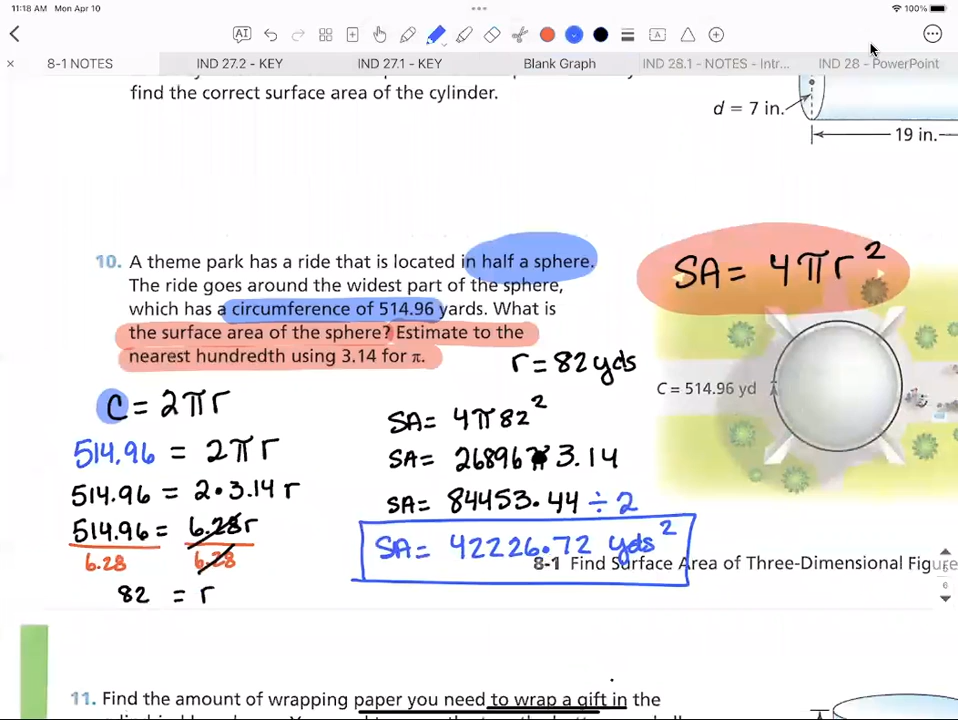 11:18 AM Mon Apr 10
100%
AI
8-1 NOTES
IND 27.2 - KEY
IND 27.1 - KEY
Blank Graph
IND 28.1 - NOTES - Intr...
IND 28 - PowerPoint
find the correct surface area of the cylinder.
d = 7 in.
19 in.
10. A theme park has a ride that is located in half a sphere.
The ride goes around the widest part of the sphere,
which has a circumference of 514.96 yards. What is
the surface area of the sphere? Estimate to the
nearest hundredth using 3.14 for π.
SA = 4πr²
r = 82 yds
C = 514.96 yd
C = 2πr
514.96 = 2πr
514.96 = 2•3.14 r
514.96 = 6.28r
6.28 6.28
82 = r
SA = 4π82²
SA = 26896 3.14
SA = 84453.44 ÷ 2
SA = 42226.72 yds²
8-1 Find Surface Area of Three-Dimensional Figure
6
11. Find the amount of wrapping paper you need to wrap a gift in the